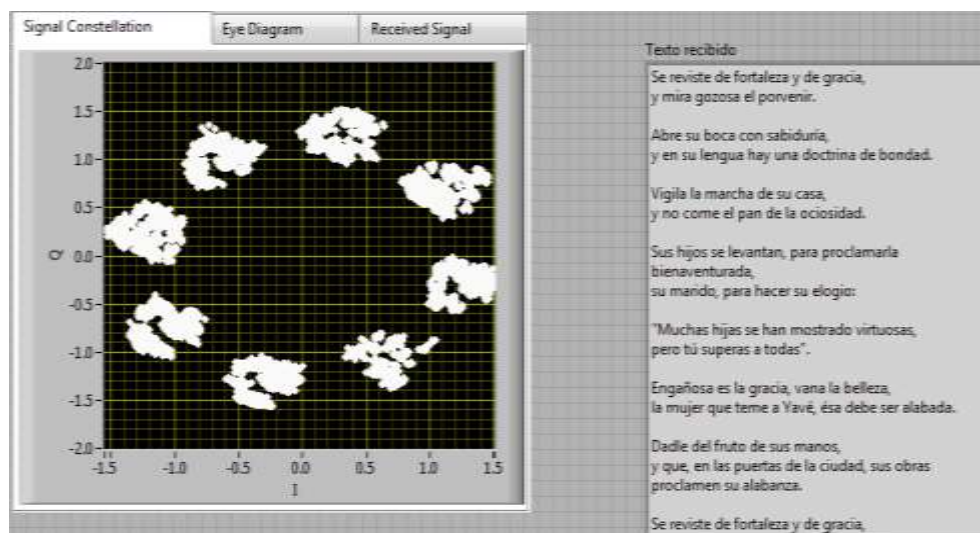 Signal Constellation
Eye Diagram
Received Signal
2.0
1.5
1.0
0.5
0.0
-0.5
-1.0
-1.5
-2.0
Q
-1.5
-1.0
-0.5
0.0
0.5
1.0
1.5
I
Texto recibido
Se reviste de fortaleza y de gracia,
y mira gozosa el porvenir.
Abre su boca con sabiduría,
y en su lengua hay una doctrina de bondad.
Vigila la marcha de su casa,
y no come el pan de la ociosidad.
Sus hijos se levantan, para proclamarla
bienaventurada,
su marido, para hacer su elogio:
"Muchas hijas se han mostrado virtuosas,
pero tú superas a todas".
Engañosa es la gracia, vana la belleza,
la mujer que teme a Yavé, ésa debe ser alabada.
Dadle del fruto de sus manos,
y que, en las puertas de la ciudad, sus obras
proclamen su alabanza.
Se reviste de fortaleza y de gracia,